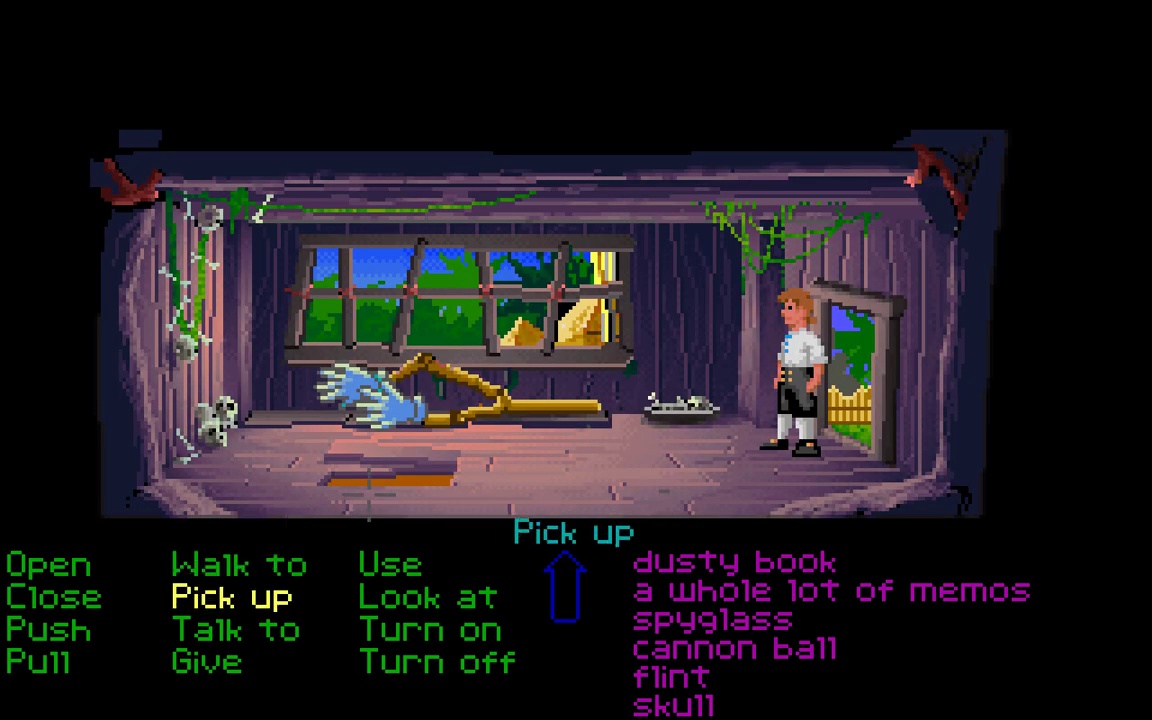 Pick up
Open Walk to Use dusty book
Close Pick up Look at a whole lot of memos
Push Talk to Turn on spyglass
Pull Give Turn off cannon ball
flint
skull